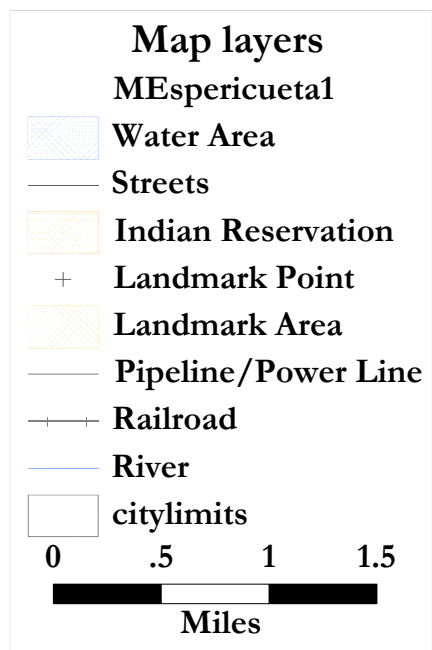 Map layers
MEspericueta1
Water Area
Streets
Indian Reservation
Landmark Point
Landmark Area
Pipeline/Power Line
Railroad
River
citylimits
0 .5 1 1.5
Miles